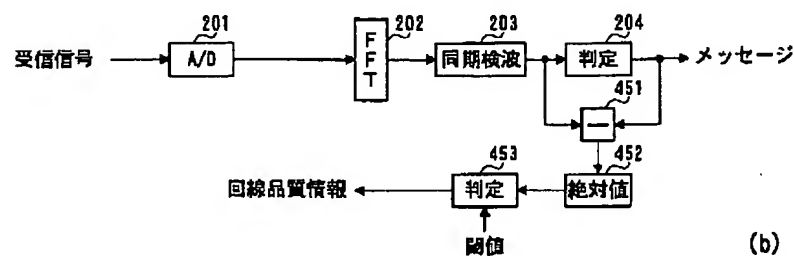 201
202
203
204
受信信号
A/D
FFT
同期検波
判定
メッセージ
451
453
452
回線品質情報
判定
絶対値
閾値
(b)